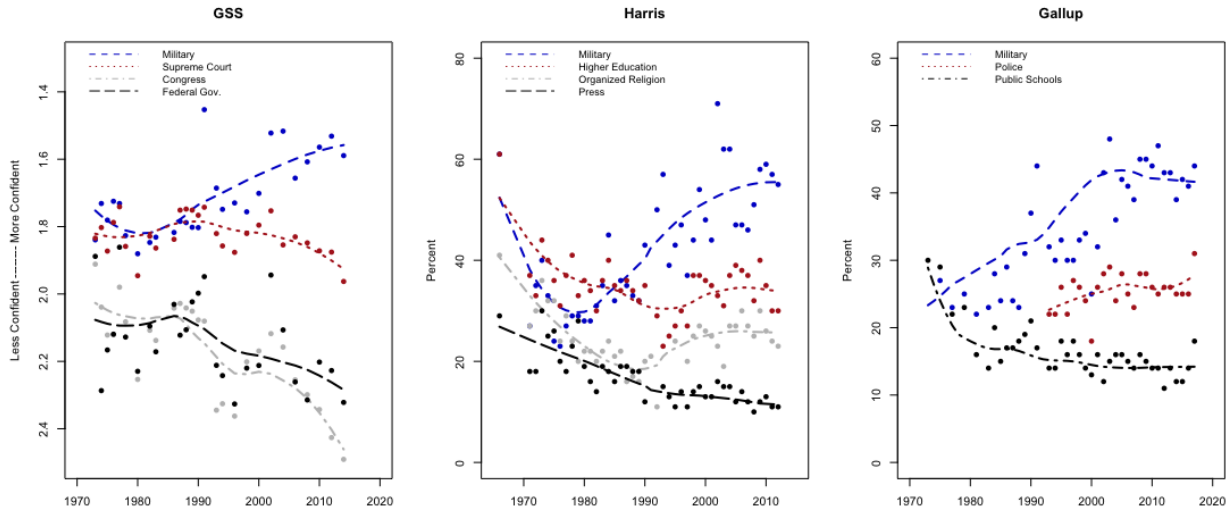 GSS
Less Confident ------- More Confident
1.4
1.6
1.8
2.0
2.2
2.4
Military
Supreme Court
Congress
Federal Gov.
1970 1980 1990 2000 2010 2020
Harris
Percent
80
60
40
20
0
Military
Higher Education
Organized Religion
Press
1970 1980 1990 2000 2010
Gallup
Percent
60
50
40
30
20
10
0
Military
Police
Public Schools
1970 1980 1990 2000 2010 2020